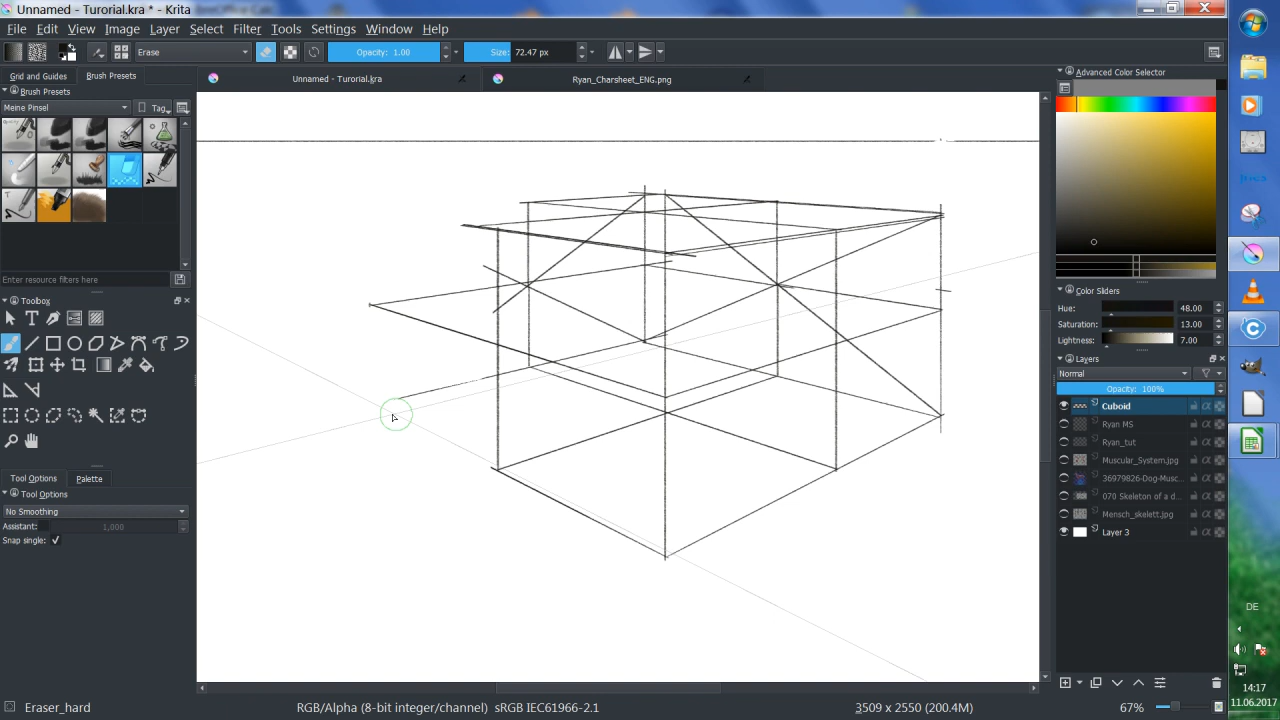 Unnamed - Turorial.kra * - Krita
File Edit View Image Layer Select Filter Tools Settings Window Help
Erase Opacity: 1.00 Size: 72.47 px
Grid and Guides Brush Presets Unnamed - Turorial.kra Ryan_Charsheet_ENG.png Advanced Color Selector
Brush Presets
Meine Pinsel Tag
Enter resource filters here
Toolbox
Color Sliders
Hue: 48.00
Saturation: 13.00
Lightness: 7.00
Layers
Normal
Opacity: 100%
Cuboid
Ryan MS
Ryan_tut
Muscular_System.jpg
36979826-Dog-Musc...
070 Skeleton of a d...
Mensch_skelett.jpg
Layer 3
Tool Options Palette
Tool Options
No Smoothing
Assistant: 1,000
Snap single:
DE
14:17
11.06.2017
Eraser_hard RGB/Alpha (8-bit integer/channel) sRGB IEC61966-2.1 3509 x 2550 (200.4M) 67%